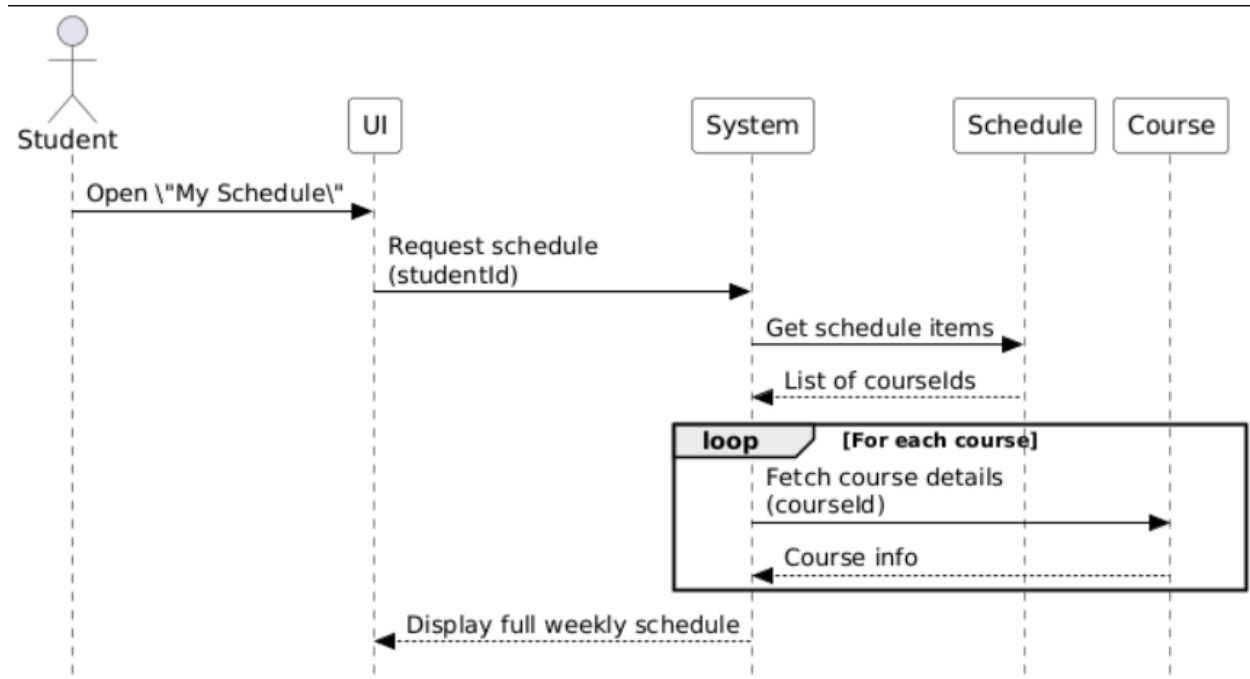 Student
UI
System
Schedule
Course
Open \"My Schedule\"
Request schedule
(studentId)
Get schedule items
List of courseIds
loop
[For each course]
Fetch course details
(courseId)
Course info
Display full weekly schedule